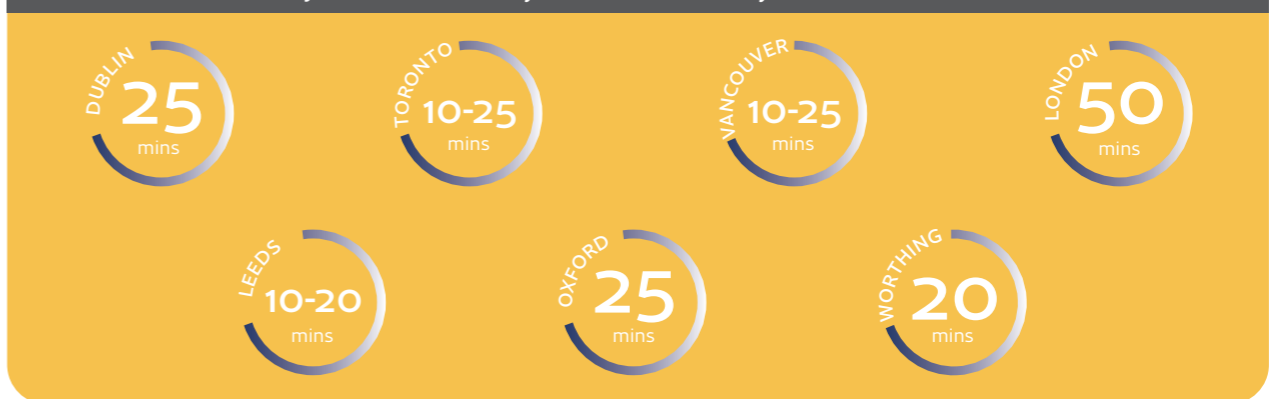 DUBLIN
25
mins
TORONTO
10-25
mins
VANCOUVER
10-25
mins
LONDON
50
mins
LEEDS
10-20
mins
OXFORD
25
mins
WORTHING
20
mins